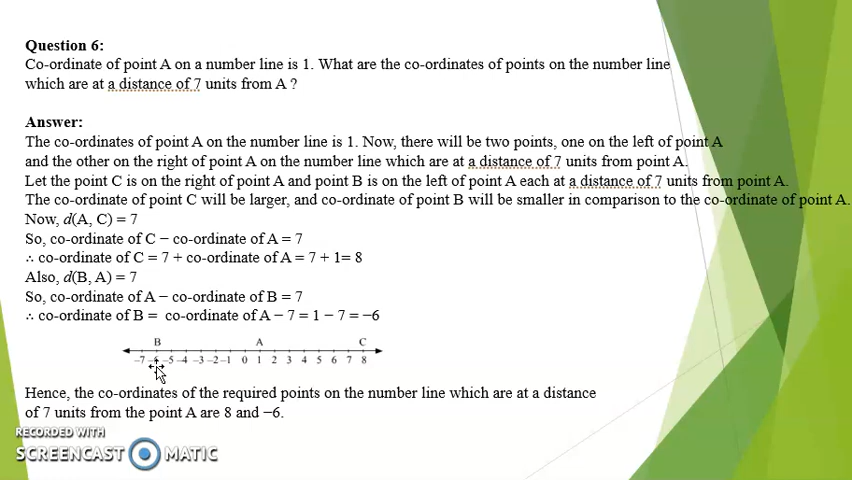 Question 6:
Co-ordinate of point A on a number line is 1. What are the co-ordinates of points on the number line
which are at a distance of 7 units from A ?
Answer:
The co-ordinates of point A on the number line is 1. Now, there will be two points, one on the left of point A
and the other on the right of point A on the number line which are at a distance of 7 units from point A.
Let the point C is on the right of point A and point B is on the left of point A each at a distance of 7 units from point A.
The co-ordinate of point C will be larger, and co-ordinate of point B will be smaller in comparison to the co-ordinate of point A.
Now, d(A, C) = 7
So, co-ordinate of C − co-ordinate of A = 7
∴ co-ordinate of C = 7 + co-ordinate of A = 7 + 1= 8
Also, d(B, A) = 7
So, co-ordinate of A − co-ordinate of B = 7
∴ co-ordinate of B = co-ordinate of A − 7 = 1 − 7 = −6
B A C
−7 −6 −5 −4 −3 −2 −1 0 1 2 3 4 5 6 7 8
Hence, the co-ordinates of the required points on the number line which are at a distance
of 7 units from the point A are 8 and −6.
RECORDED WITH
SCREENCAST MATIC